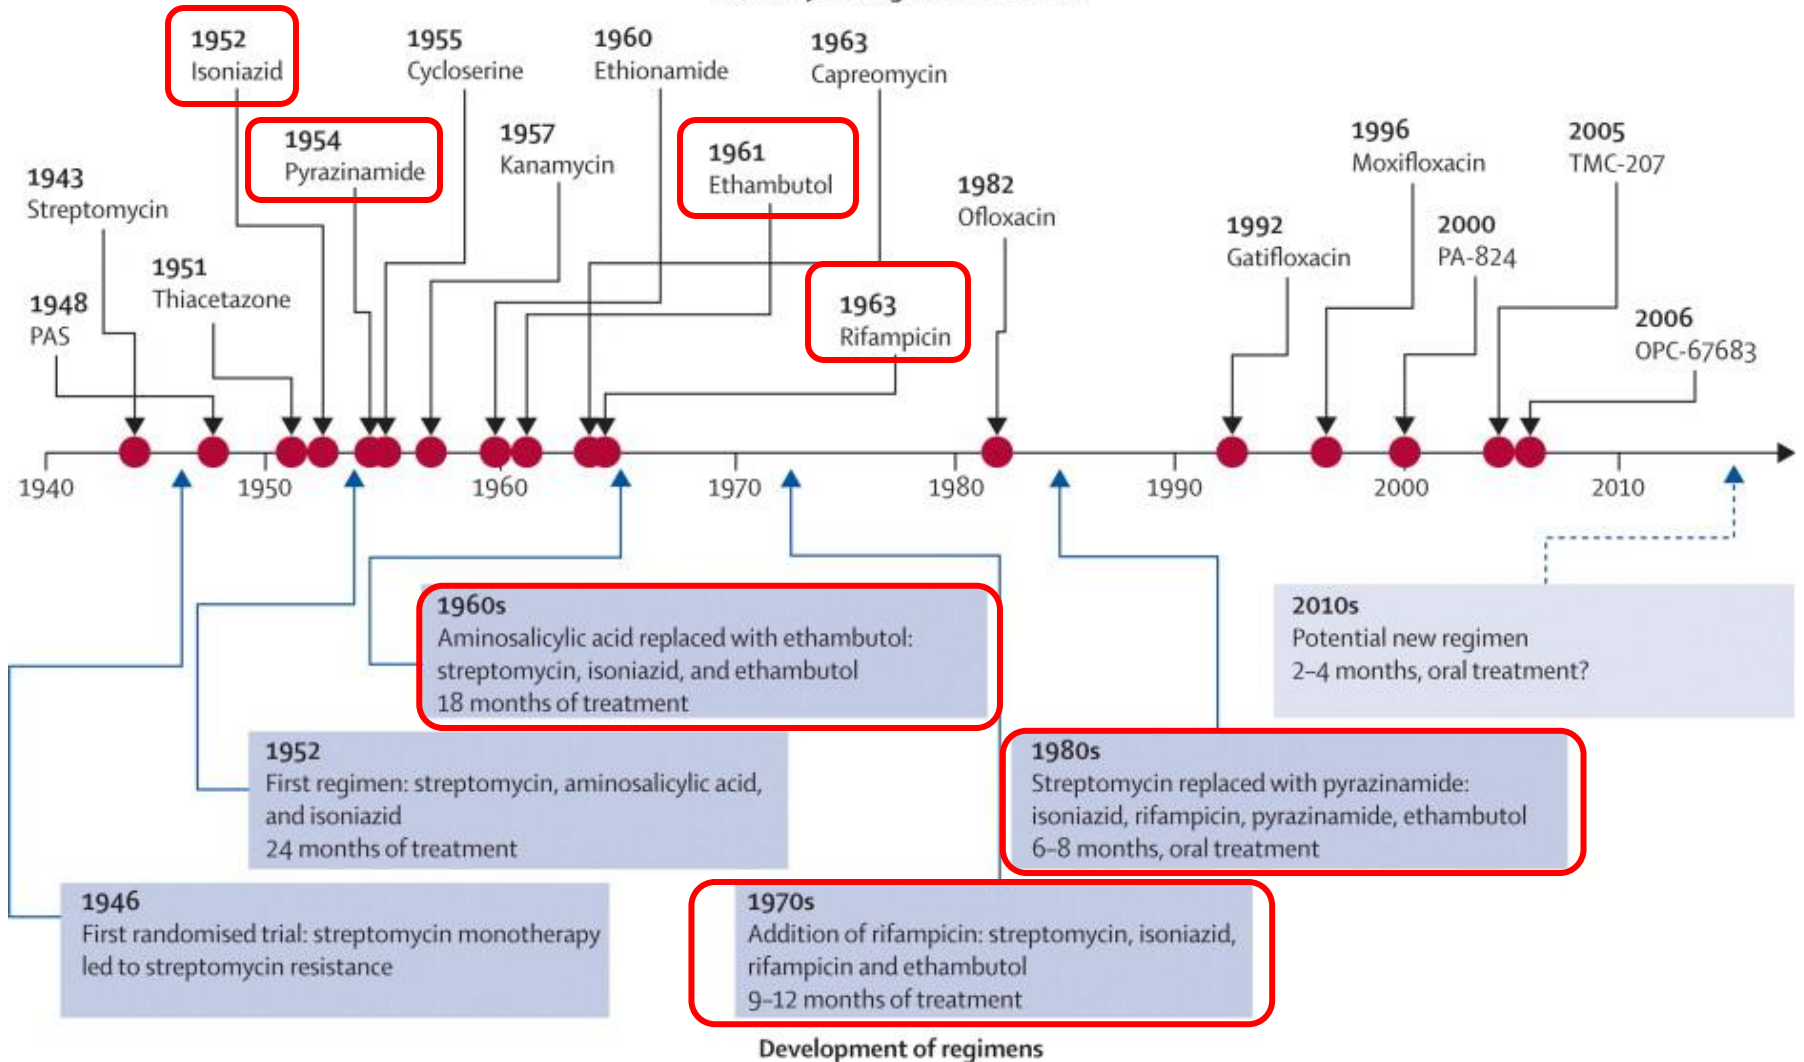 1952
Isoniazid
1955
Cycloserine
1960
Ethionamide
1963
Capreomycin
1954
Pyrazinamide
1957
Kanamycin
1961
Ethambutol
1996
Moxifloxacin
2005
TMC-207
1943
Streptomycin
1982
Ofloxacin
1992
Gatifloxacin
2000
PA-824
1951
Thiacetazone
1948
PAS
1963
Rifampicin
2006
OPC-67683
1940 1950 1960 1970 1980 1990 2000 2010
1960s
Aminosalicylic acid replaced with ethambutol:
streptomycin, isoniazid, and ethambutol
18 months of treatment
2010s
Potential new regimen
2–4 months, oral treatment?
1952
First regimen: streptomycin, aminosalicylic acid,
and isoniazid
24 months of treatment
1980s
Streptomycin replaced with pyrazinamide:
isoniazid, rifampicin, pyrazinamide, ethambutol
6–8 months, oral treatment
1946
First randomised trial: streptomycin monotherapy
led to streptomycin resistance
1970s
Addition of rifampicin: streptomycin, isoniazid,
rifampicin and ethambutol
9–12 months of treatment
Development of regimens